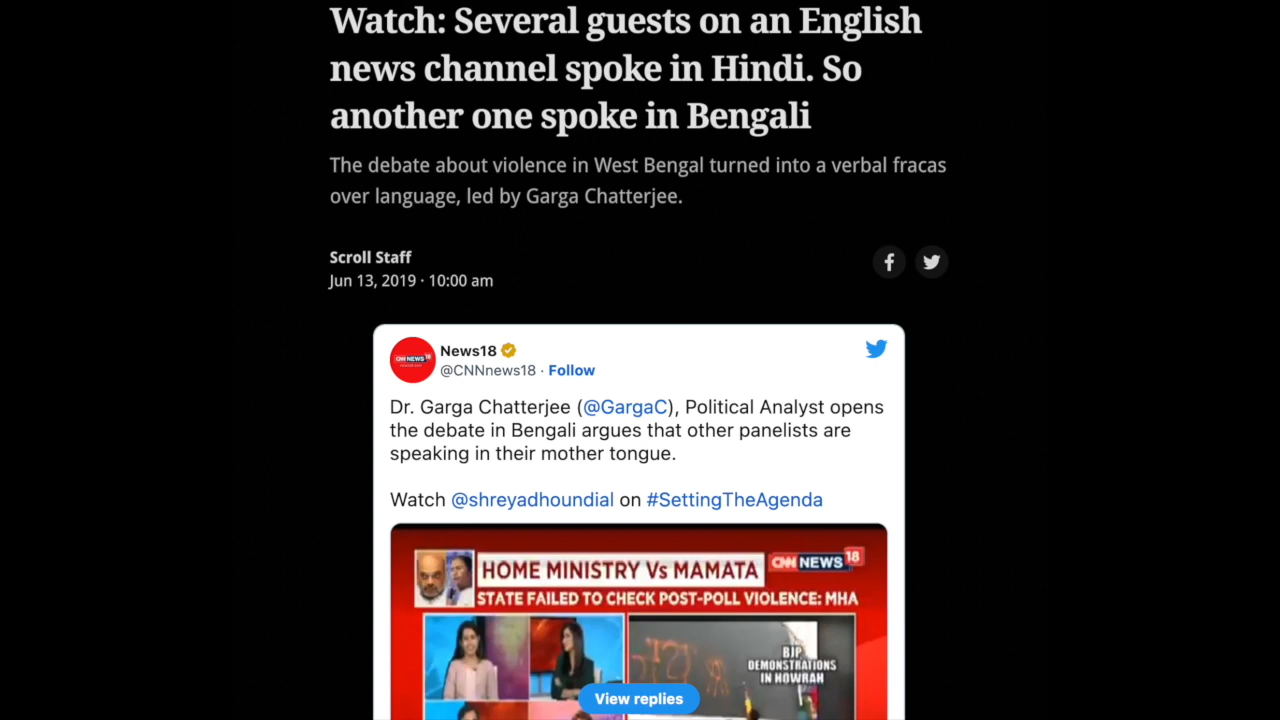 Watch: Several guests on an English
news channel spoke in Hindi. So
another one spoke in Bengali
The debate about violence in West Bengal turned into a verbal fracas
over language, led by Garga Chatterjee.
Scroll Staff
Jun 13, 2019 · 10:00 am
News18
@CNNnews18 · Follow
Dr. Garga Chatterjee (@GargaC), Political Analyst opens
the debate in Bengali argues that other panelists are
speaking in their mother tongue.
Watch @shreyadhoundial on #SettingTheAgenda
HOME MINISTRY Vs MAMATA
CNN NEWS 18
STATE FAILED TO CHECK POST-POLL VIOLENCE: MHA
BJP
DEMONSTRATIONS
IN HOWRAH
View replies